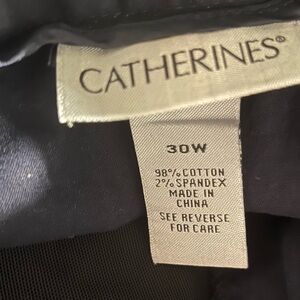 CATHERINES®
30W
98% COTTON
2% SPANDEX
MADE IN
CHINA
SEE REVERSE
FOR CARE